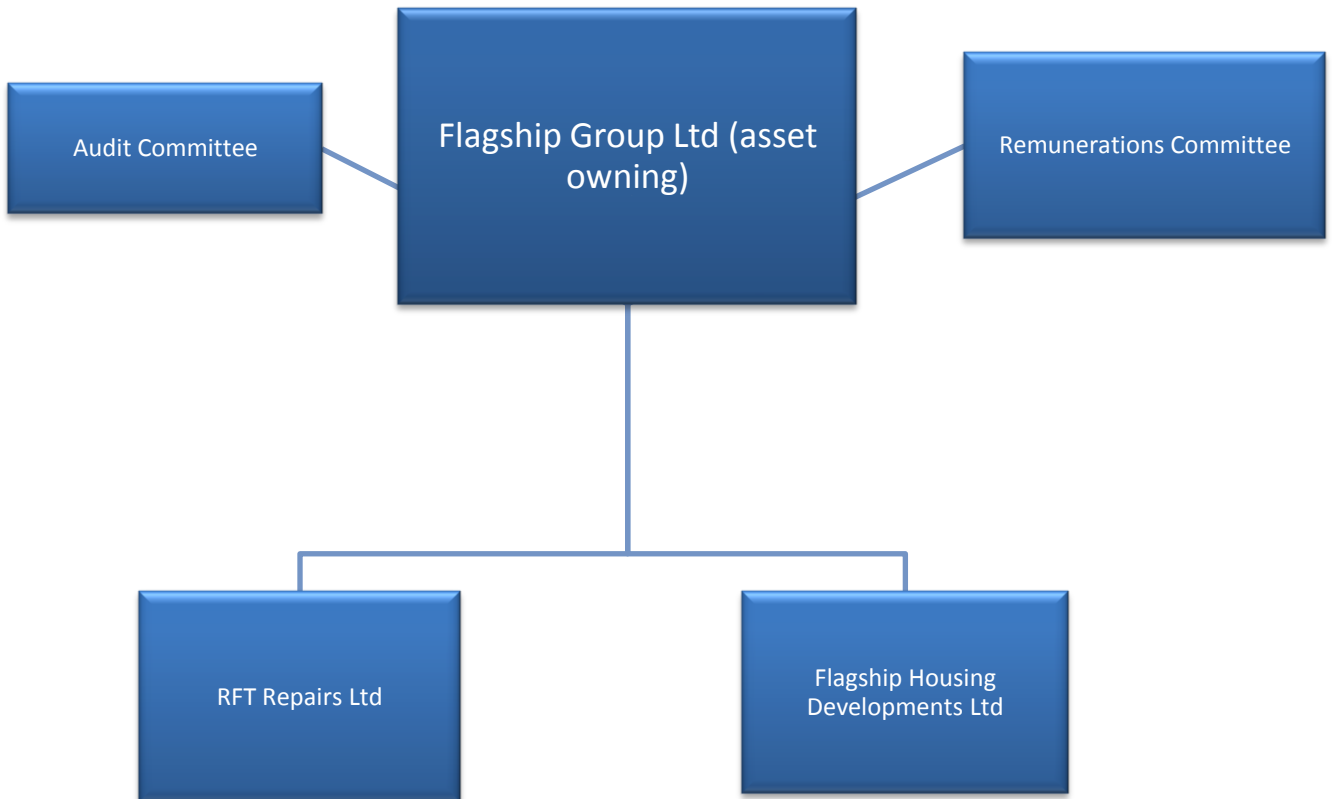 Audit Committee
Flagship Group Ltd (asset
owning)
Remunerations Committee
RFT Repairs Ltd
Flagship Housing
Developments Ltd